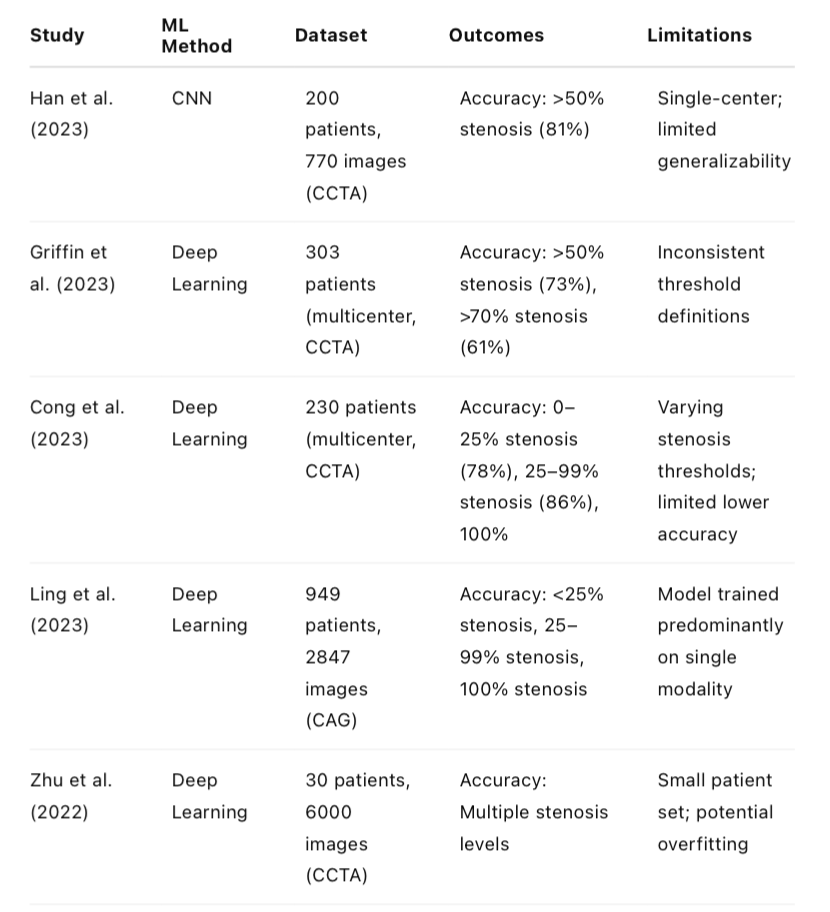 Study
ML
Method
Dataset
Outcomes
Limitations
Han et al.
(2023)
CNN
200
patients,
770 images
(CCTA)
Accuracy: >50%
stenosis (81%)
Single-center;
limited
generalizability
Griffin et
al. (2023)
Deep
Learning
303
patients
(multicenter,
CCTA)
Accuracy: >50%
stenosis (73%),
>70% stenosis
(61%)
Inconsistent
threshold
definitions
Cong et al.
(2023)
Deep
Learning
230 patients
(multicenter,
CCTA)
Accuracy: 0–
25% stenosis
(78%), 25–99%
stenosis (86%),
100%
Varying
stenosis
thresholds;
limited lower
accuracy
Ling et al.
(2023)
Deep
Learning
949
patients,
2847
images
(CAG)
Accuracy: <25%
stenosis, 25–
99% stenosis,
100% stenosis
Model trained
predominantly
on single
modality
Zhu et al.
(2022)
Deep
Learning
30 patients,
6000
images
(CCTA)
Accuracy:
Multiple stenosis
levels
Small patient
set; potential
overfitting